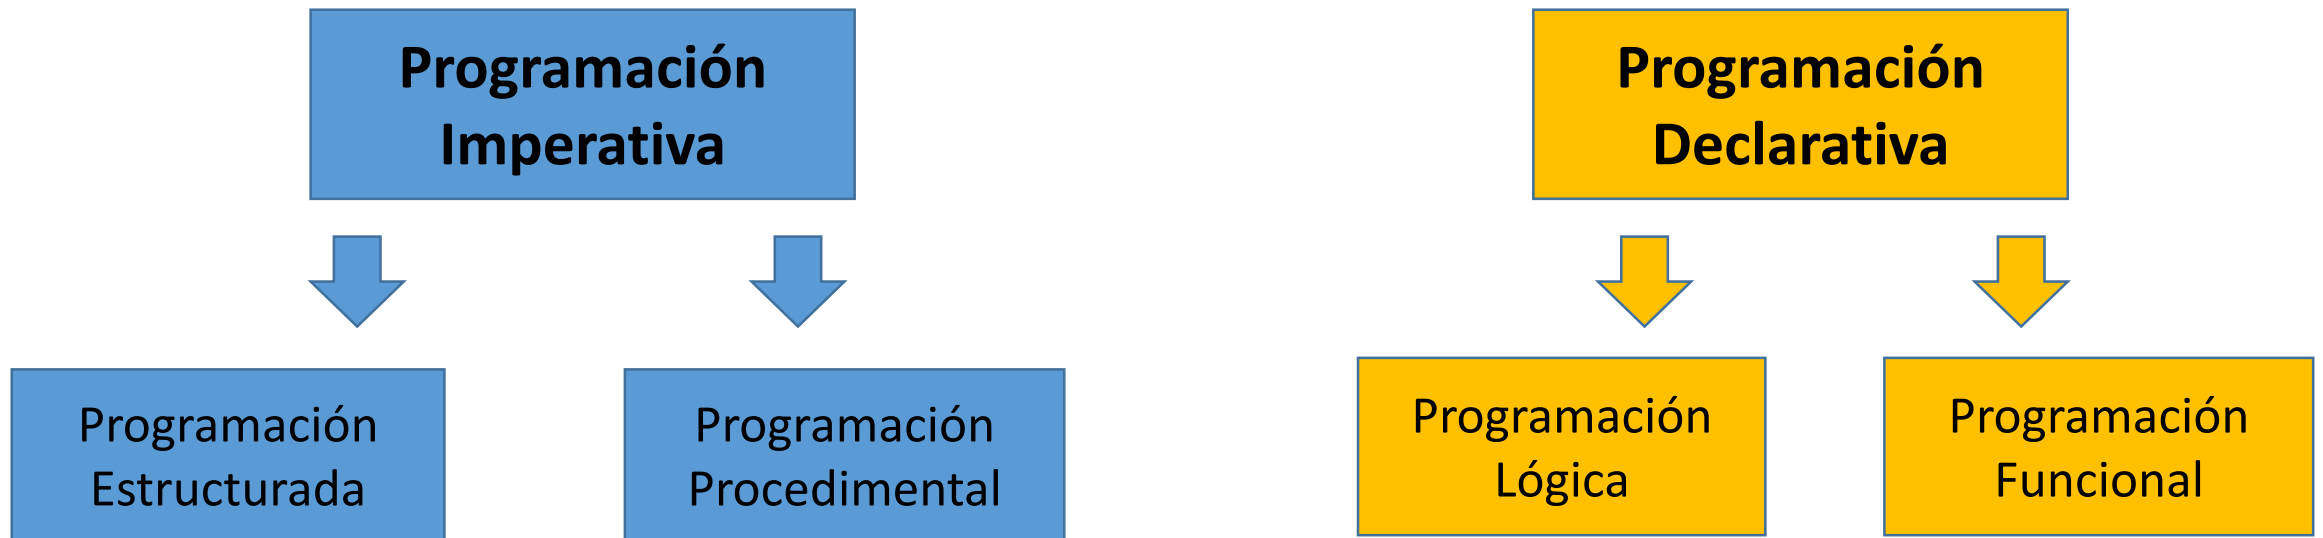 Programación
Imperativa
Programación
Declarativa
Programación
Estructurada
Programación
Procedimental
Programación
Lógica
Programación
Funcional